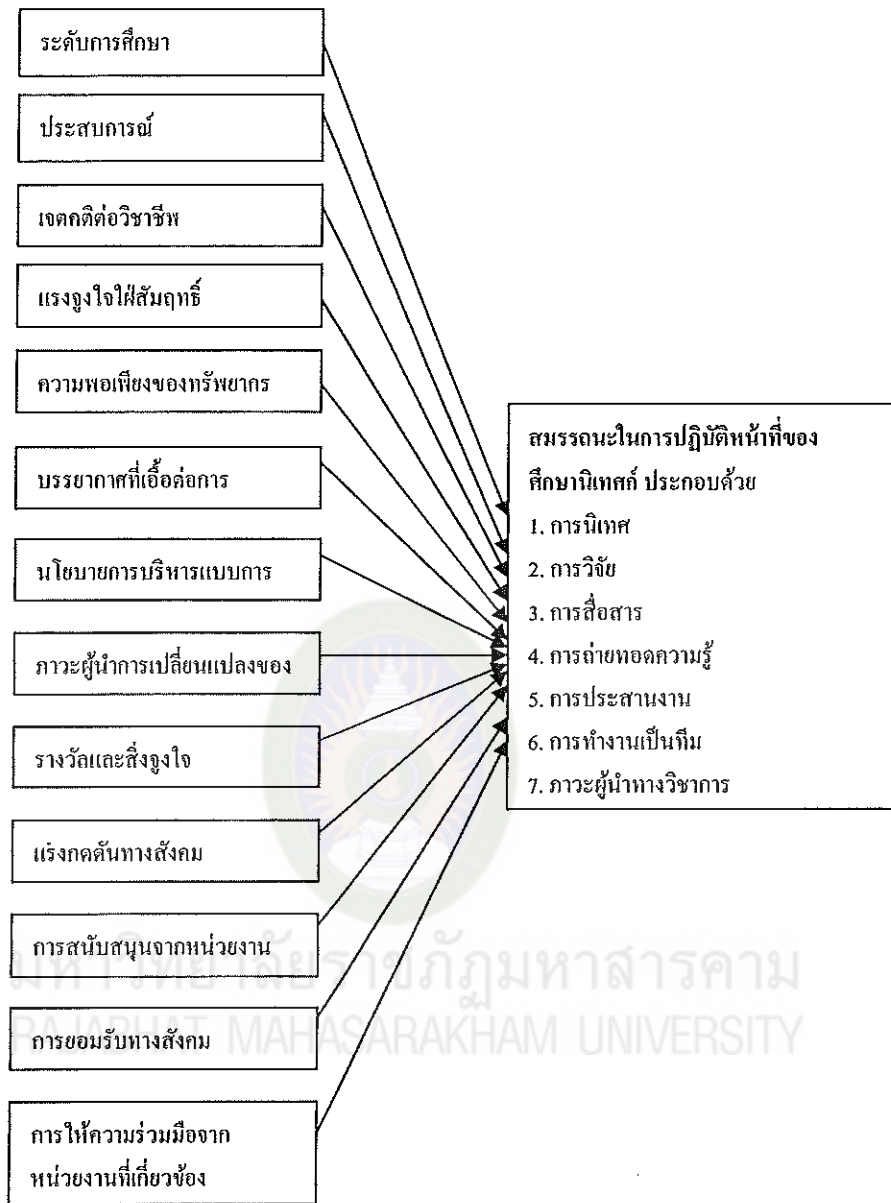 ระดับการศึกษา
ประสบการณ์
เจตคติต่อวิชาชีพ
แรงจูงใจใฝ่สัมฤทธิ์
ความพอเพียงของทรัพยากร
บรรยากาศที่เอื้อต่อการ
นโยบายการบริหารแบบการ
ภาวะผู้นำการเปลี่ยนแปลงของ
รางวัลและสิ่งจูงใจ
แรงกดดันทางสังคม
การสนับสนุนจากหน่วยงาน
การยอมรับทางสังคม
การให้ความร่วมมือจาก
หน่วยงานที่เกี่ยวข้อง
สมรรถนะในการปฏิบัติหน้าที่ของ
ศึกษานิเทศก์ ประกอบด้วย
1. การนิเทศ
2. การวิจัย
3. การสื่อสาร
4. การถ่ายทอดความรู้
5. การประสานงาน
6. การทำงานเป็นทีม
7. ภาวะผู้นำทางวิชาการ
มหาวิทยาลัยราชภัฏมหาสารคาม
RAJABHAT MAHASARAKHAM UNIVERSITY